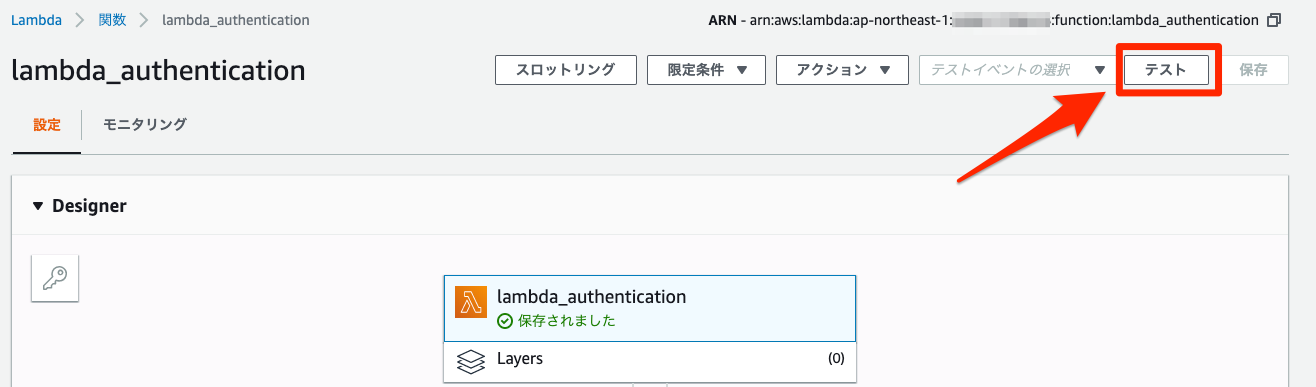 Lambda > 関数 > lambda_authentication
ARN - arn:aws:lambda:ap-northeast-1: :function:lambda_authentication
lambda_authentication
スロットリング 限定条件 アクション テストイベントの選択 テスト 保存
設定 モニタリング
Designer
lambda_authentication
保存されました
Layers (0)